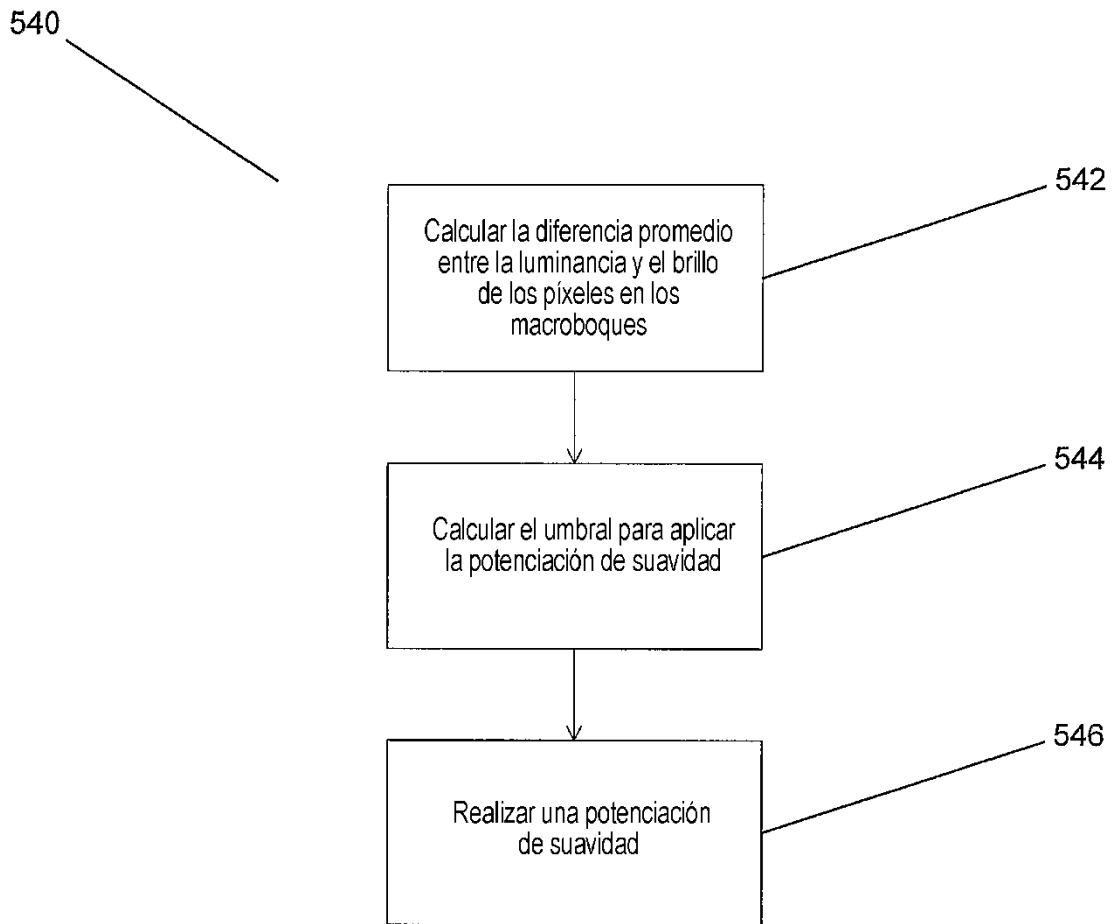 540
542
Calcular la diferencia promedio
entre la luminancia y el brillo
de los píxeles en los
macroboques
544
Calcular el umbral para aplicar
la potenciación de suavidad
546
Realizar una potenciación
de suavidad